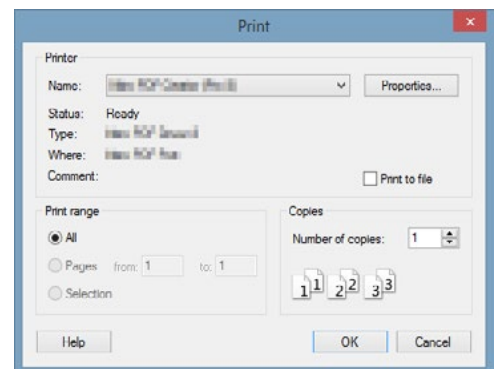 Print
Printer
Name: Properties...
Status: Ready
Type:
Where:
Comment: Print to file
Print range
All
Pages from: 1 to: 1
Selection
Copies
Number of copies: 1
1 1 2 2 3 3
Help OK Cancel